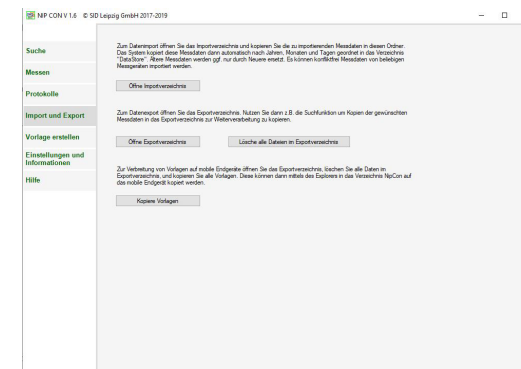 NIP CON V 1.6 © SID Leipzig GmbH 2017-2019
Suche
Messen
Protokolle
Import und Export
Vorlage erstellen
Einstellungen und
Informationen
Hilfe
Zum Datenimport öffnen Sie das Importverzeichnis und kopieren Sie die zu importierenden Messdaten in diesen Ordner.
Das System kopiert diese Messdaten dann automatisch nach Jahren, Monaten und Tagen geordnet in das Verzeichnis
"DataStore". Ältere Messdaten werden ggf. nur durch Neuere ersetzt. Es können konfliktfrei Messdaten von beliebigen
Messgeräten importiert werden.
Öffne Importverzeichnis
Zum Datenexport öffnen Sie das Exportverzeichnis. Nutzen Sie dann z.B. die Suchfunktion um Kopien der gewünschten
Messdaten in das Exportverzeichnis zur Weiterverarbeitung zu kopieren.
Öffne Exportverzeichnis
Lösche alle Dateien im Exportverzeichnis
Zur Verbreitung von Vorlagen auf mobile Endgeräte öffnen Sie das Exportverzeichnis, löschen Sie alle Daten im
Exportverzeichnis, und kopieren Sie alle Vorlagen. Diese können dann mittels des Explorers in das Verzeichnis NipCon auf
das mobile Endgerät kopiert werden.
Kopiere Vorlagen